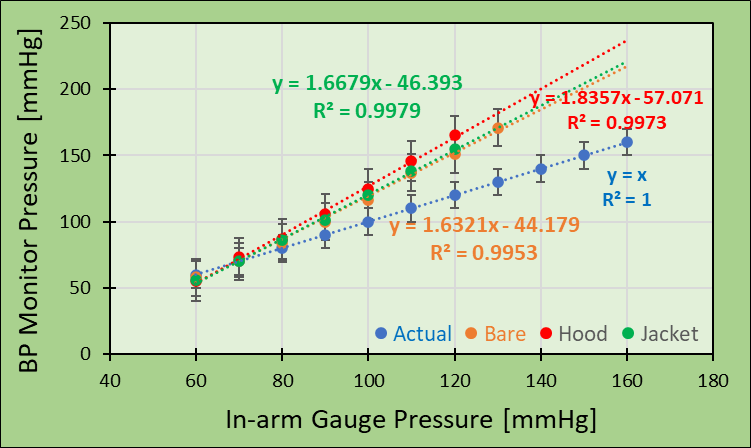 BP Monitor Pressure [mmHg]
250
200
150
100
50
0
y = 1.6679x - 46.393
R² = 0.9979
y = 1.8357x - 57.071
R² = 0.9973
y = x
R² = 1
y = 1.6321x - 44.179
R² = 0.9953
Actual Bare Hood Jacket
40 60 80 100 120 140 160 180
In-arm Gauge Pressure [mmHg]